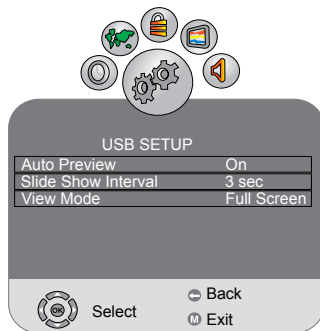 USB SETUP
Auto Preview On
Slide Show Interval 3 sec
View Mode Full Screen
OK Select
Back
M Exit